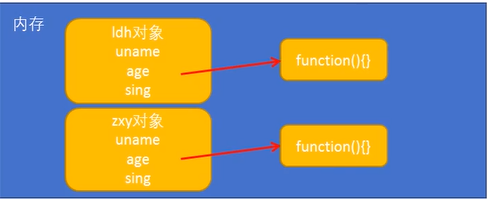 内存
ldh对象
uname
age
sing
function(){}
zxy对象
uname
age
sing
function(){}